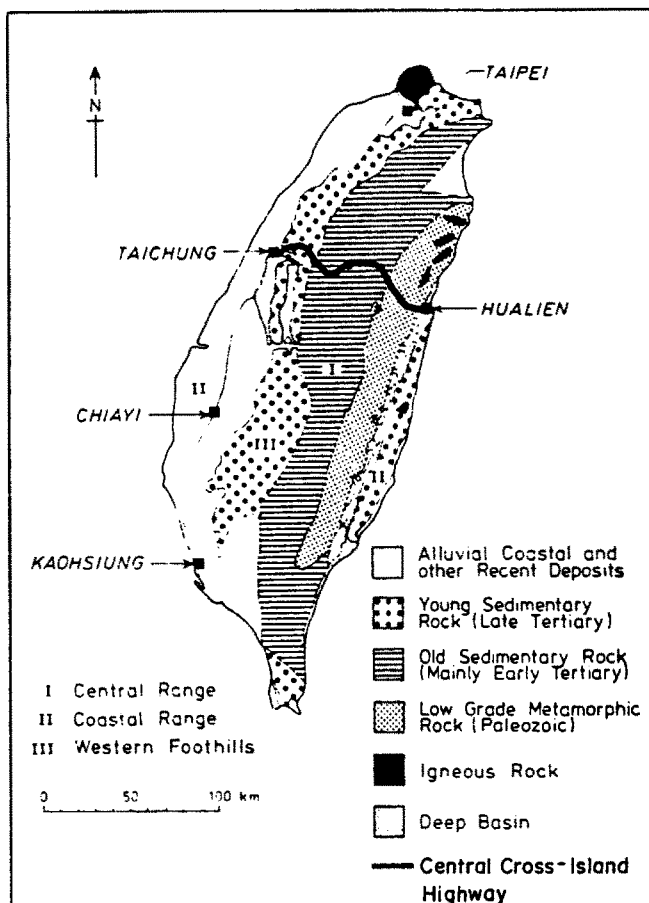 TAIPEI
N
TAICHUNG
HUALIEN
I
II
CHIAYI
III
II
KAOHSIUNG
Alluvial Coastal and
other Recent Deposits
Young Sedimentary
Rock (Late Tertiary)
Old Sedimentary Rock
(Mainly Early Tertiary)
Low Grade Metamorphic
Rock (Paleozoic)
Igneous Rock
Deep Basin
Central Cross-Island
Highway
I Central Range
II Coastal Range
III Western Foothills
0 50 100 km